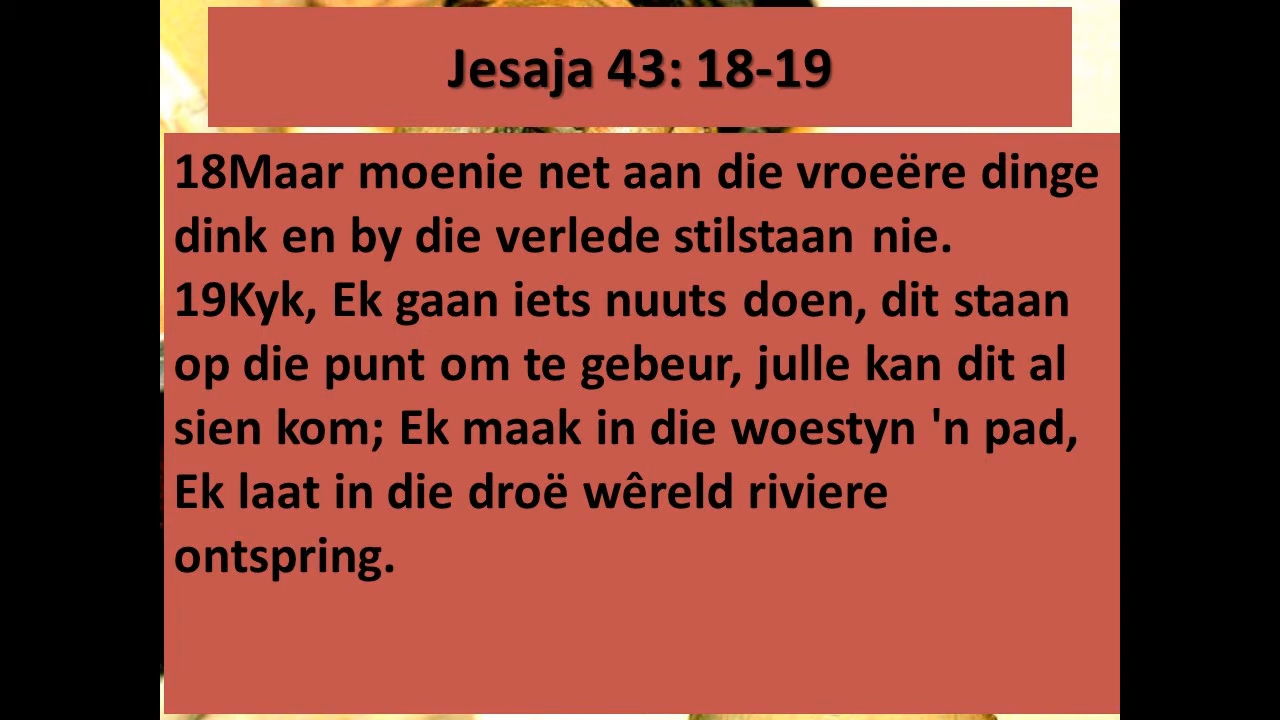 Jesaja 43: 18-19
18Maar moenie net aan die vroeëre dinge
dink en by die verlede stilstaan nie.
19Kyk, Ek gaan iets nuuts doen, dit staan
op die punt om te gebeur, julle kan dit al
sien kom; Ek maak in die woestyn 'n pad,
Ek laat in die droë wêreld riviere
ontspring.